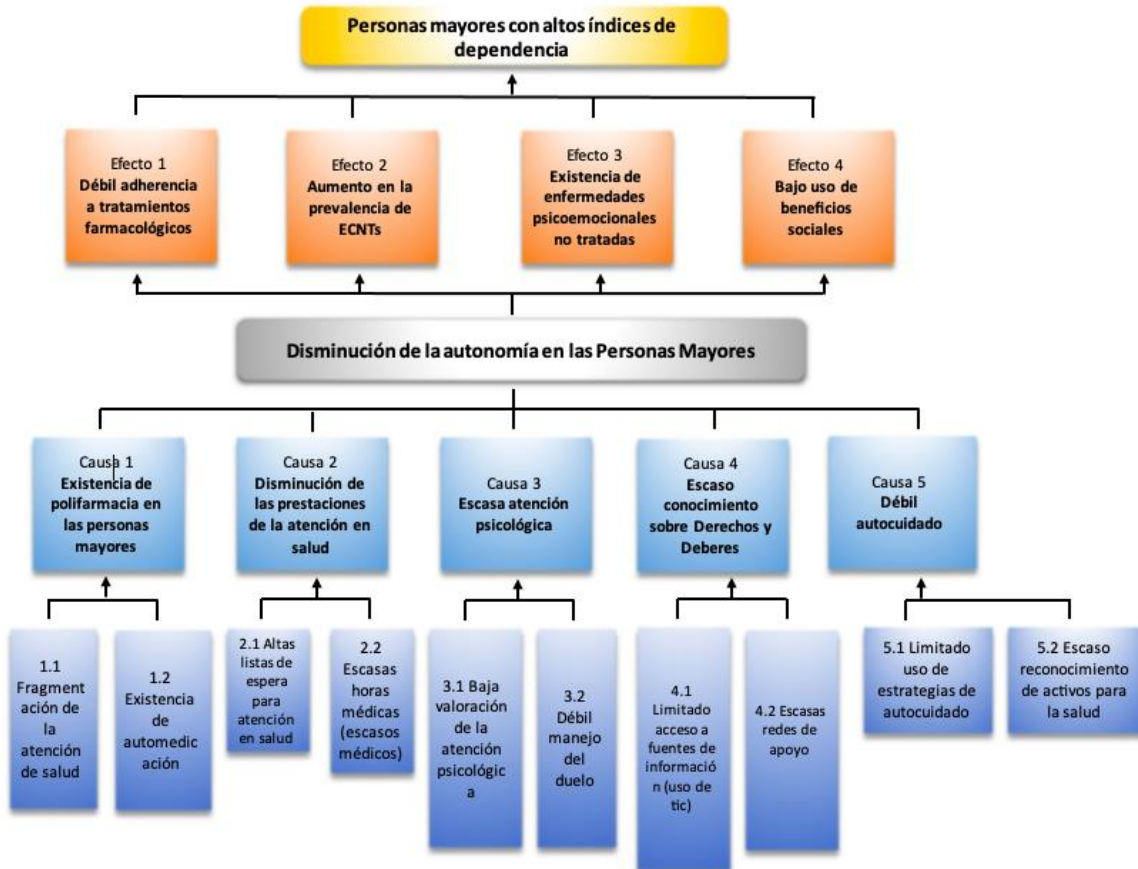 Personas mayores con altos índices de
dependencia
Efecto 1
Débil adherencia
a tratamientos
farmacológicos
Efecto 2
Aumento en la
prevalencia de
ECNTs
Efecto 3
Existencia de
enfermedades
psicoemocionales
no tratadas
Efecto 4
Bajo uso de
beneficios
sociales
Disminución de la autonomía en las Personas Mayores
Causa 1
Existencia de
polifarmacia en
las personas
mayores
Causa 2
Disminución de
las prestaciones
de la atención en
salud
Causa 3
Escasa atención
psicológica
Causa 4
Escaso
conocimiento
sobre Derechos y
Deberes
Causa 5
Débil
autocuidado
1.1
Fragment
ación de
la
atención
de salud
1.2
Existencia
de
automedic
ación
2.1 Altas
listas de
espera
para
atención
en salud
2.2
Escasas
horas
médicas
(escasos
médicos)
3.1 Baja
valoración
de la
atención
psicológic
a
3.2
Débil
manejo
del
duelo
4.1
Limitado
acceso a
fuentes de
informació
n (uso de
tic)
4.2 Escasas
redes de
apoyo
5.1 Limitado
uso de
estrategias de
autocuidado
5.2 Escaso
reconocimiento
de activos para
la salud